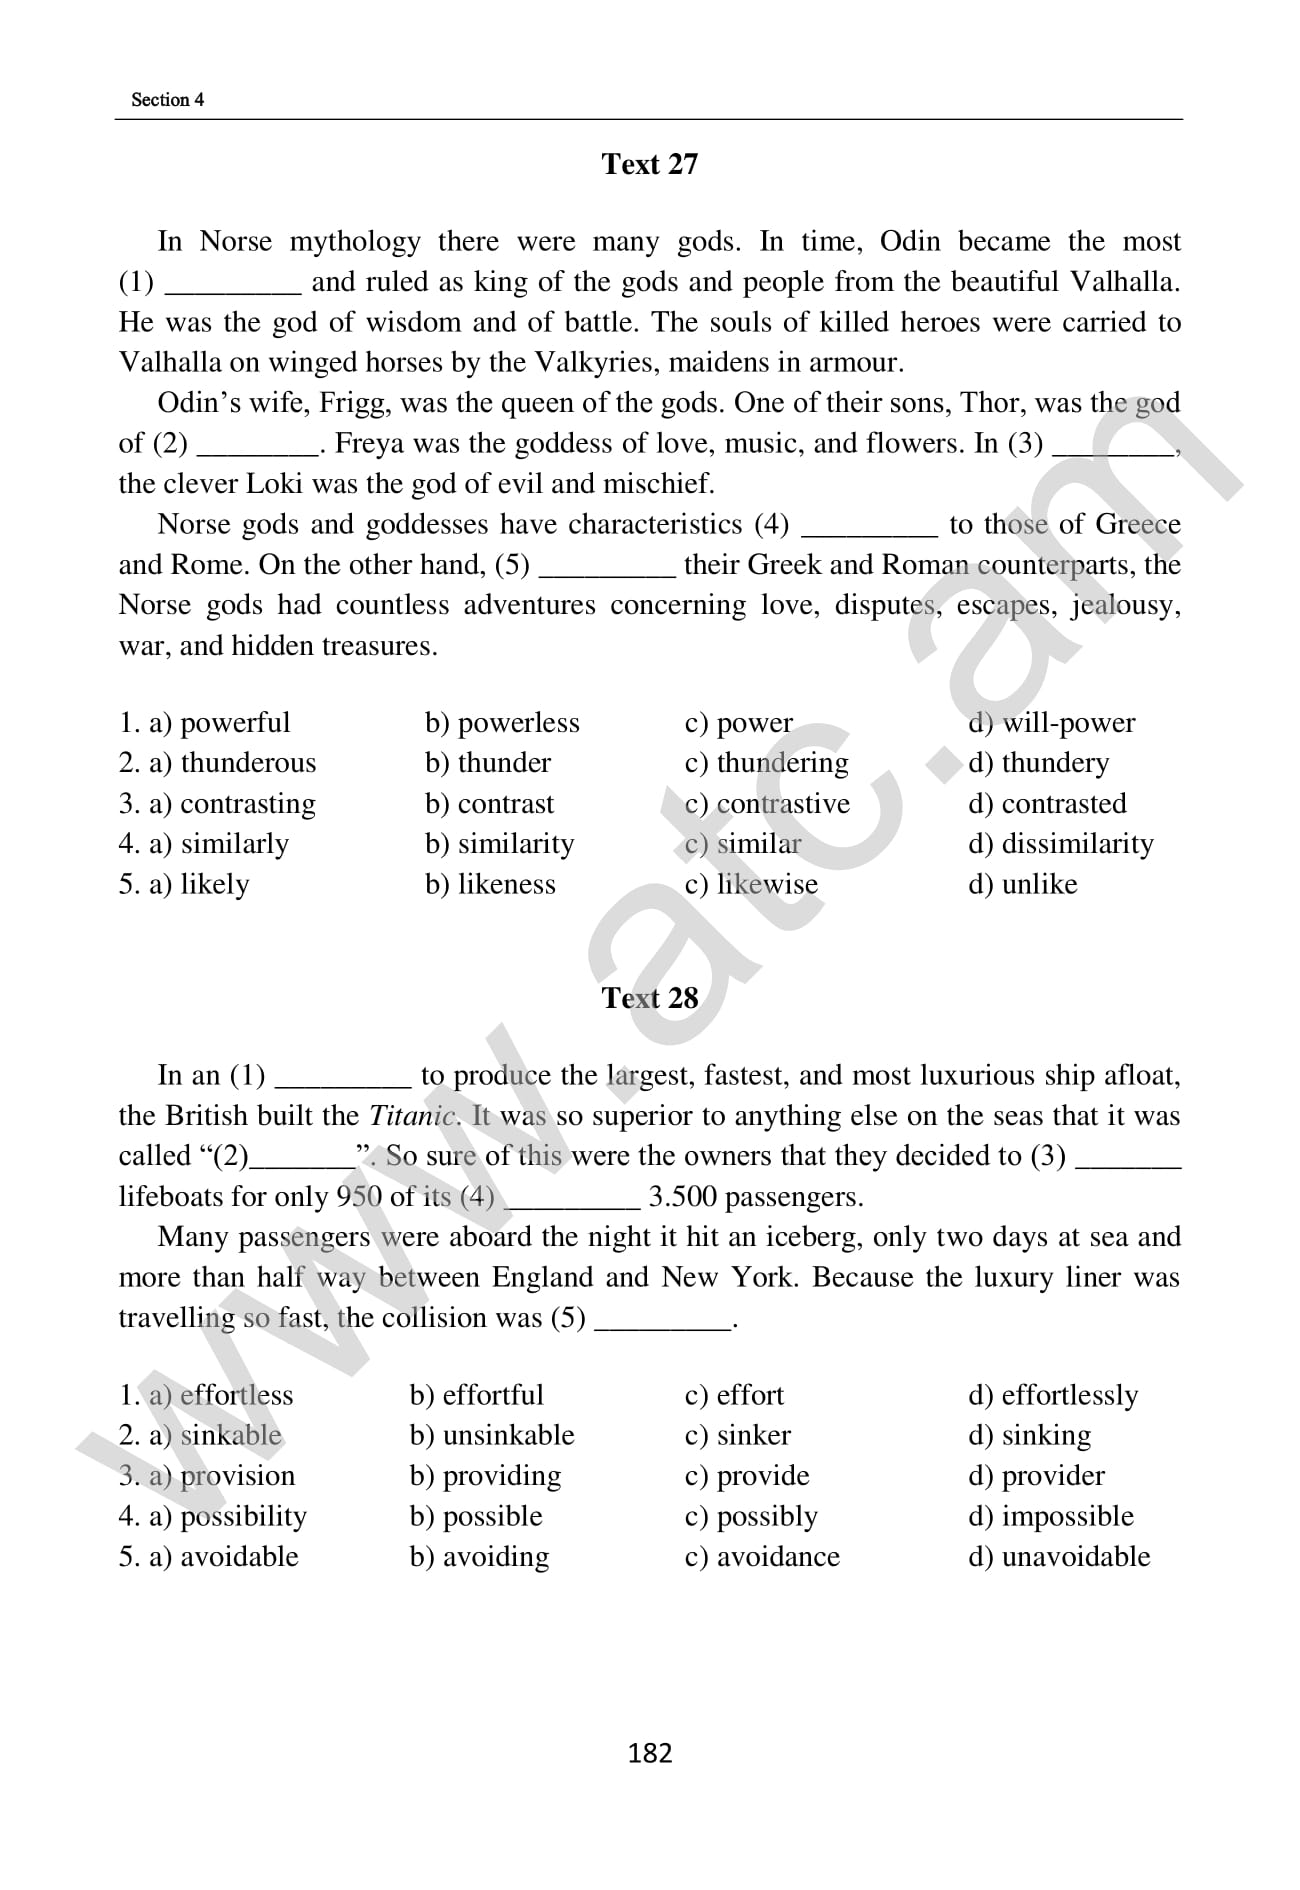 Section 4
Text 27
In Norse mythology there were many gods. In time, Odin became the most
(1) _________ and ruled as king of the gods and people from the beautiful Valhalla.
He was the god of wisdom and of battle. The souls of killed heroes were carried to
Valhalla on winged horses by the Valkyries, maidens in armour.
Odin’s wife, Frigg, was the queen of the gods. One of their sons, Thor, was the god
of (2) ________. Freya was the goddess of love, music, and flowers. In (3) ________,
the clever Loki was the god of evil and mischief.
Norse gods and goddesses have characteristics (4) _________ to those of Greece
and Rome. On the other hand, (5) _________ their Greek and Roman counterparts, the
Norse gods had countless adventures concerning love, disputes, escapes, jealousy,
war, and hidden treasures.
1. a) powerful b) powerless c) power d) will-power
2. a) thunderous b) thunder c) thundering d) thundery
3. a) contrasting b) contrast c) contrastive d) contrasted
4. a) similarly b) similarity c) similar d) dissimilarity
5. a) likely b) likeness c) likewise d) unlike
Text 28
In an (1) _________ to produce the largest, fastest, and most luxurious ship afloat,
the British built the Titanic. It was so superior to anything else on the seas that it was
called “(2)_______”. So sure of this were the owners that they decided to (3) _______
lifeboats for only 950 of its (4) _________ 3.500 passengers.
Many passengers were aboard the night it hit an iceberg, only two days at sea and
more than half way between England and New York. Because the luxury liner was
travelling so fast, the collision was (5) _________.
1. a) effortless b) effortful c) effort d) effortlessly
2. a) sinkable b) unsinkable c) sinker d) sinking
3. a) provision b) providing c) provide d) provider
4. a) possibility b) possible c) possibly d) impossible
5. a) avoidable b) avoiding c) avoidance d) unavoidable
182
www.atc.am